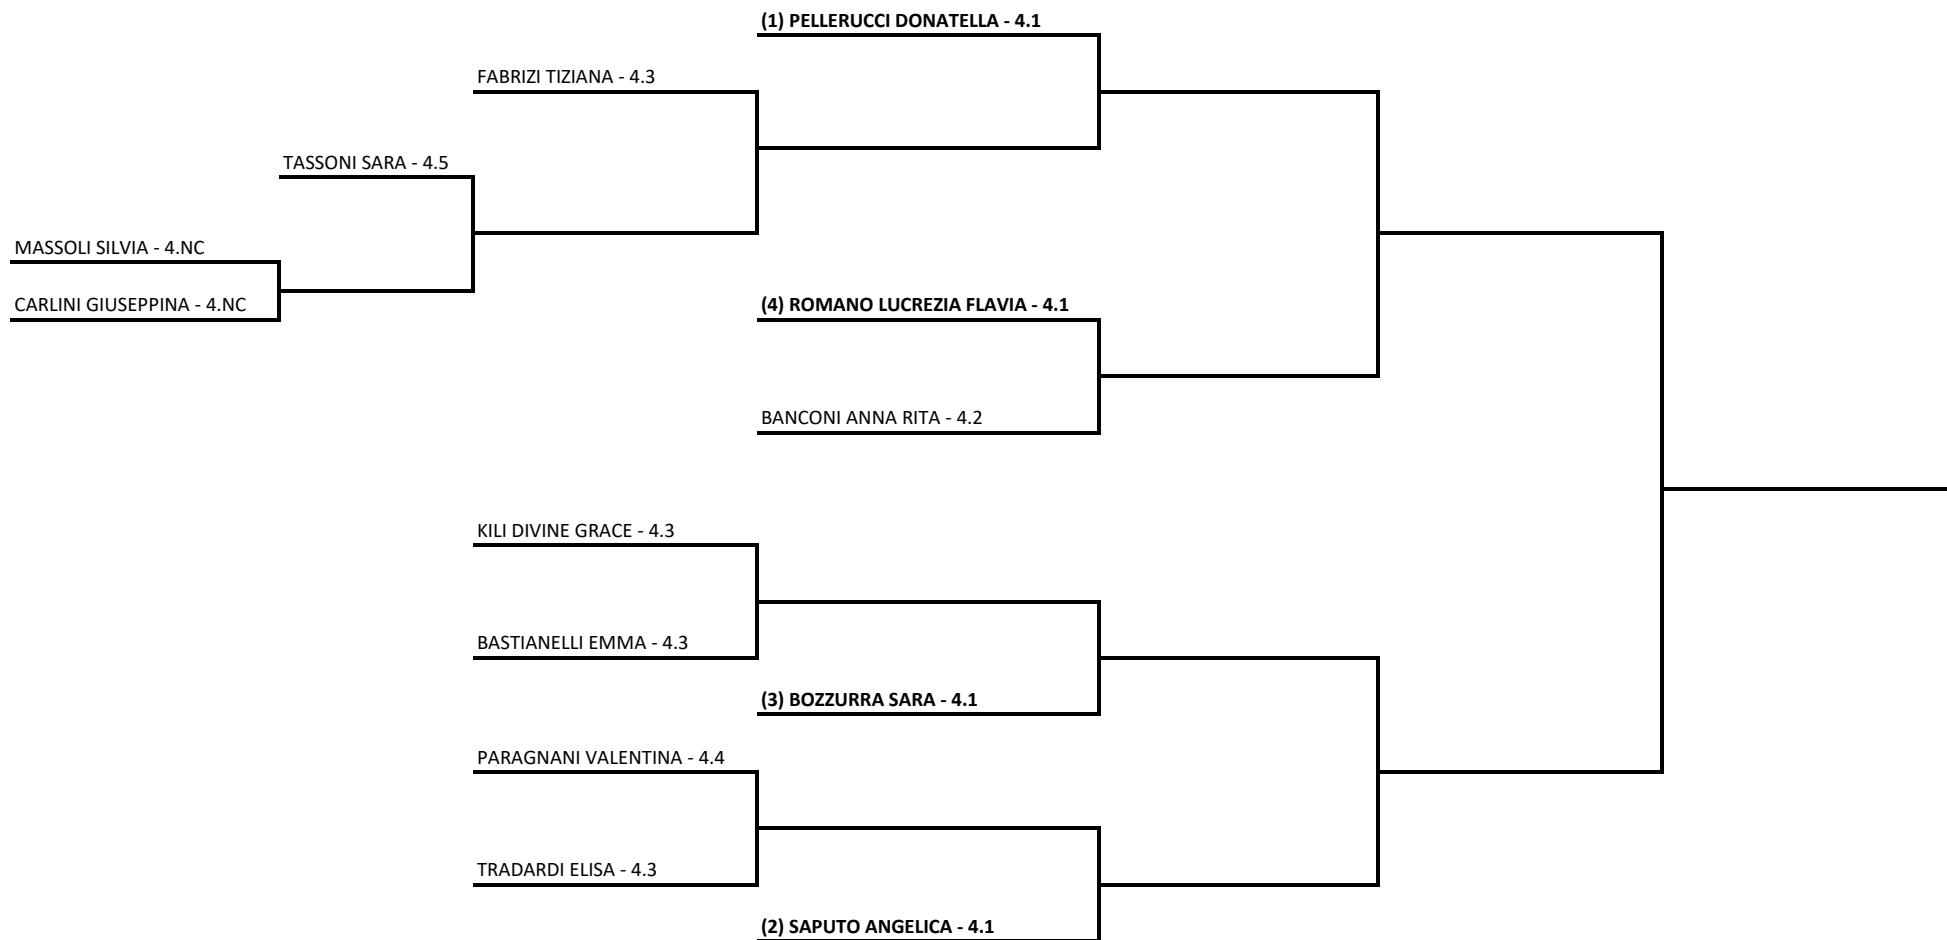 (1) PELLERUCCI DONATELLA - 4.1
FABRIZI TIZIANA - 4.3
TASSONI SARA - 4.5
MASSOLI SILVIA - 4.NC
CARLINI GIUSEPPINA - 4.NC
(4) ROMANO LUCREZIA FLAVIA - 4.1
BANCONI ANNA RITA - 4.2
KILI DIVINE GRACE - 4.3
BASTIANELLI EMMA - 4.3
(3) BOZZURRA SARA - 4.1
PARAGNANI VALENTINA - 4.4
TRADARDI ELISA - 4.3
(2) SAPUTO ANGELICA - 4.1